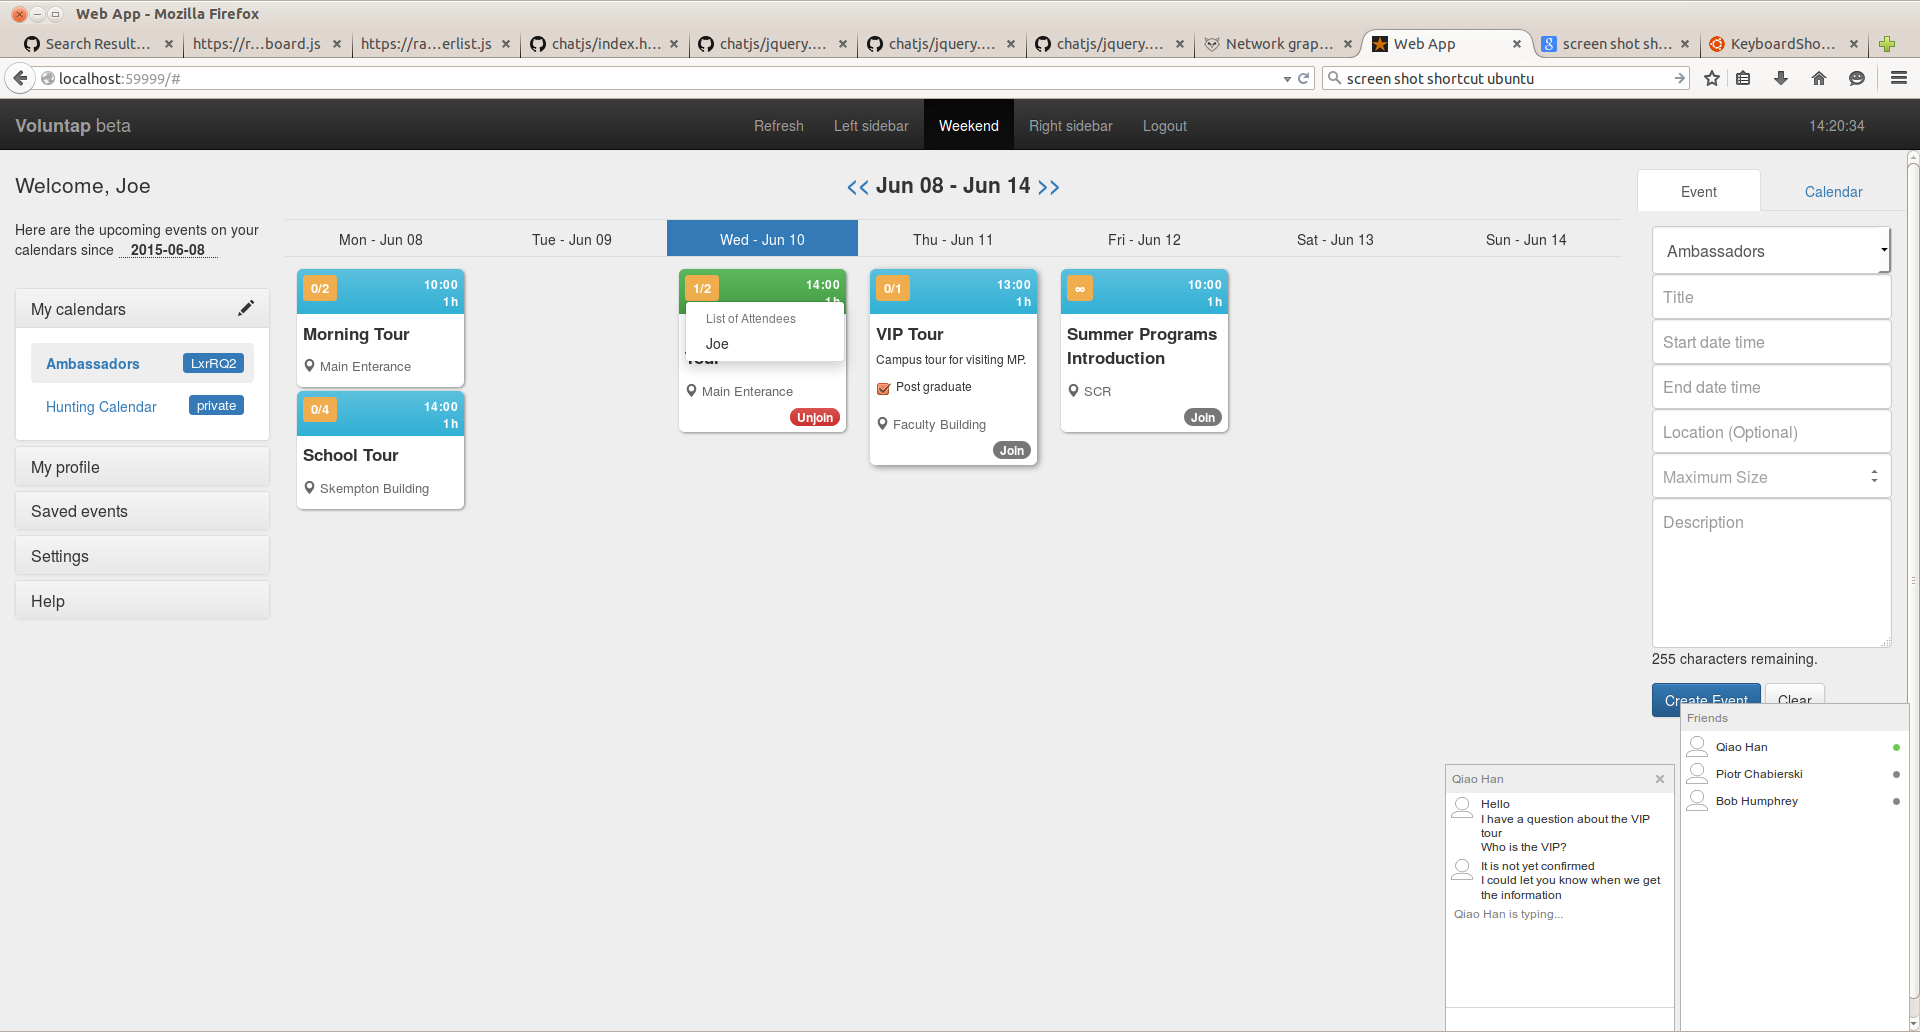 Web App - Mozilla Firefox
Search Result...
https://r...board.js
https://ra...erlist.js
chatjs/index.h...
chatjs/jquery....
chatjs/jquery....
chatjs/jquery....
Network grap...
Web App
screen shot sh...
KeyboardSho...
localhost:59999/#
screen shot shortcut ubuntu
Voluntap beta
Refresh
Left sidebar
Weekend
Right sidebar
Logout
14:20:34
Welcome, Joe
Here are the upcoming events on your
calendars since 2015-06-08
My calendars
Ambassadors LxrRQ2
Hunting Calendar private
My profile
Saved events
Settings
Help
<< Jun 08 - Jun 14 >>
Mon - Jun 08
Tue - Jun 09
Wed - Jun 10
Thu - Jun 11
Fri - Jun 12
Sat - Jun 13
Sun - Jun 14
0/2 10:00
1h
Morning Tour
Main Enterance
0/4 14:00
1h
School Tour
Skempton Building
1/2 14:00
1h
List of Attendees
Joe
Tour
Main Enterance
Unjoin
0/1 13:00
1h
VIP Tour
Campus tour for visiting MP.
Post graduate
Faculty Building
Join
∞ 10:00
1h
Summer Programs
Introduction
SCR
Join
Event
Calendar
Ambassadors
Title
Start date time
End date time
Location (Optional)
Maximum Size
Description
255 characters remaining.
Create Event
Clear
Friends
Qiao Han
Piotr Chabierski
Bob Humphrey
Qiao Han
Hello
I have a question about the VIP
tour
Who is the VIP?
It is not yet confirmed
I could let you know when we get
the information
Qiao Han is typing...